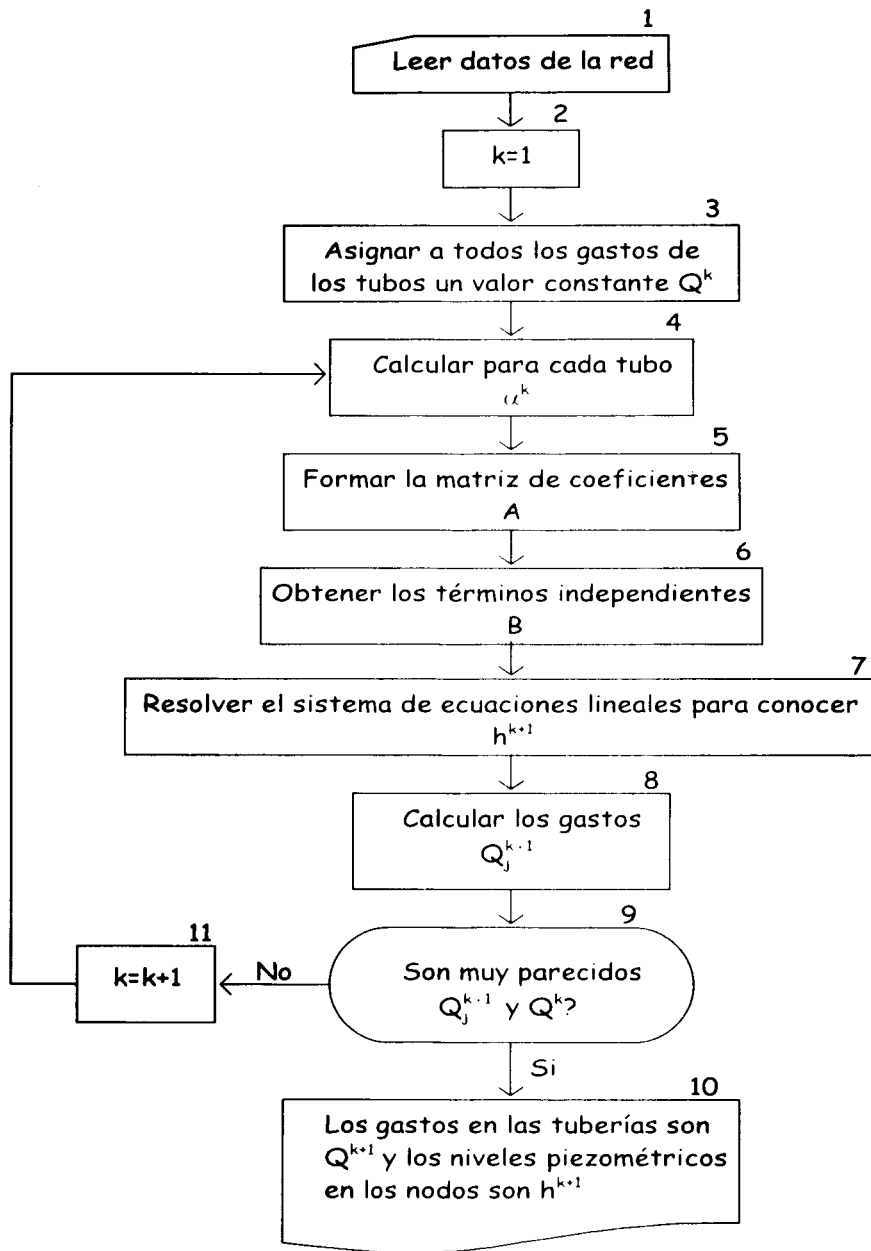 1
Leer datos de la red
2
k=1
3
Asignar a todos los gastos de
los tubos un valor constante Q^k
4
Calcular para cada tubo
α^k
5
Formar la matriz de coeficientes
A
6
Obtener los términos independientes
B
7
Resolver el sistema de ecuaciones lineales para conocer
h^{k+1}
8
Calcular los gastos
Q_j^{k·1}
9
Son muy parecidos
Q_j^{k·1} y Q^k?
11
k=k+1
No
Si
10
Los gastos en las tuberías son
Q^{k+1} y los niveles piezométricos
en los nodos son h^{k+1}